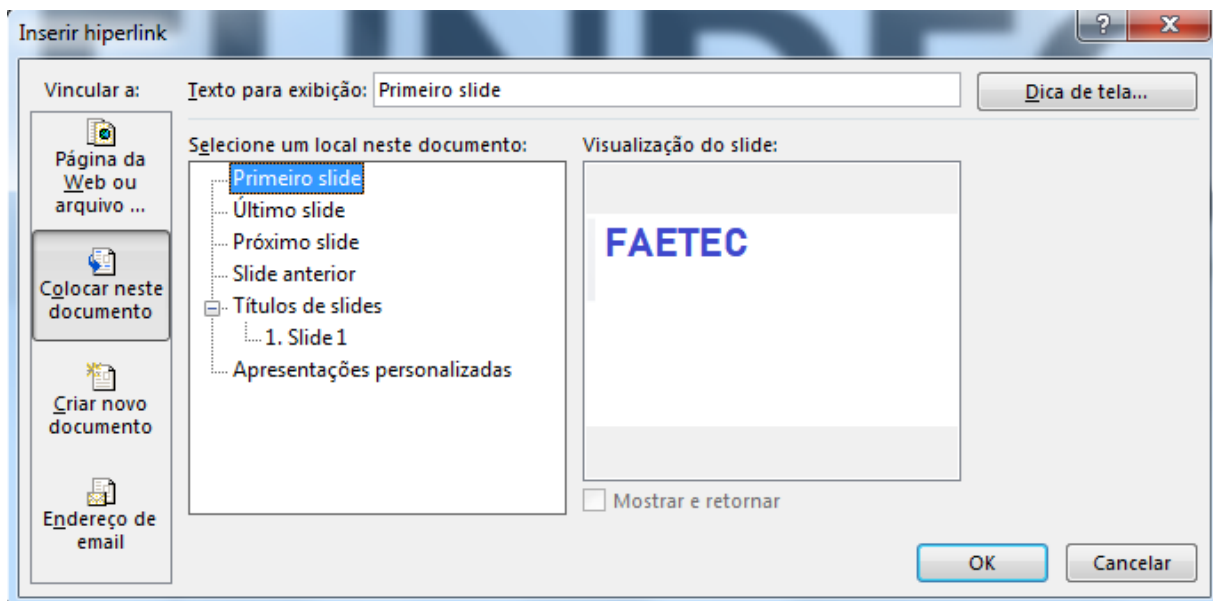 Inserir hiperlink
Vincular a:
Texto para exibição: Primeiro slide
Dica de tela...
Página da
Web ou
arquivo ...
Colocar neste
documento
Criar novo
documento
Endereço de
email
Selecione um local neste documento:
Primeiro slide
Último slide
Próximo slide
Slide anterior
Títulos de slides
1. Slide 1
Apresentações personalizadas
Visualização do slide:
FAETEC
Mostrar e retornar
OK
Cancelar